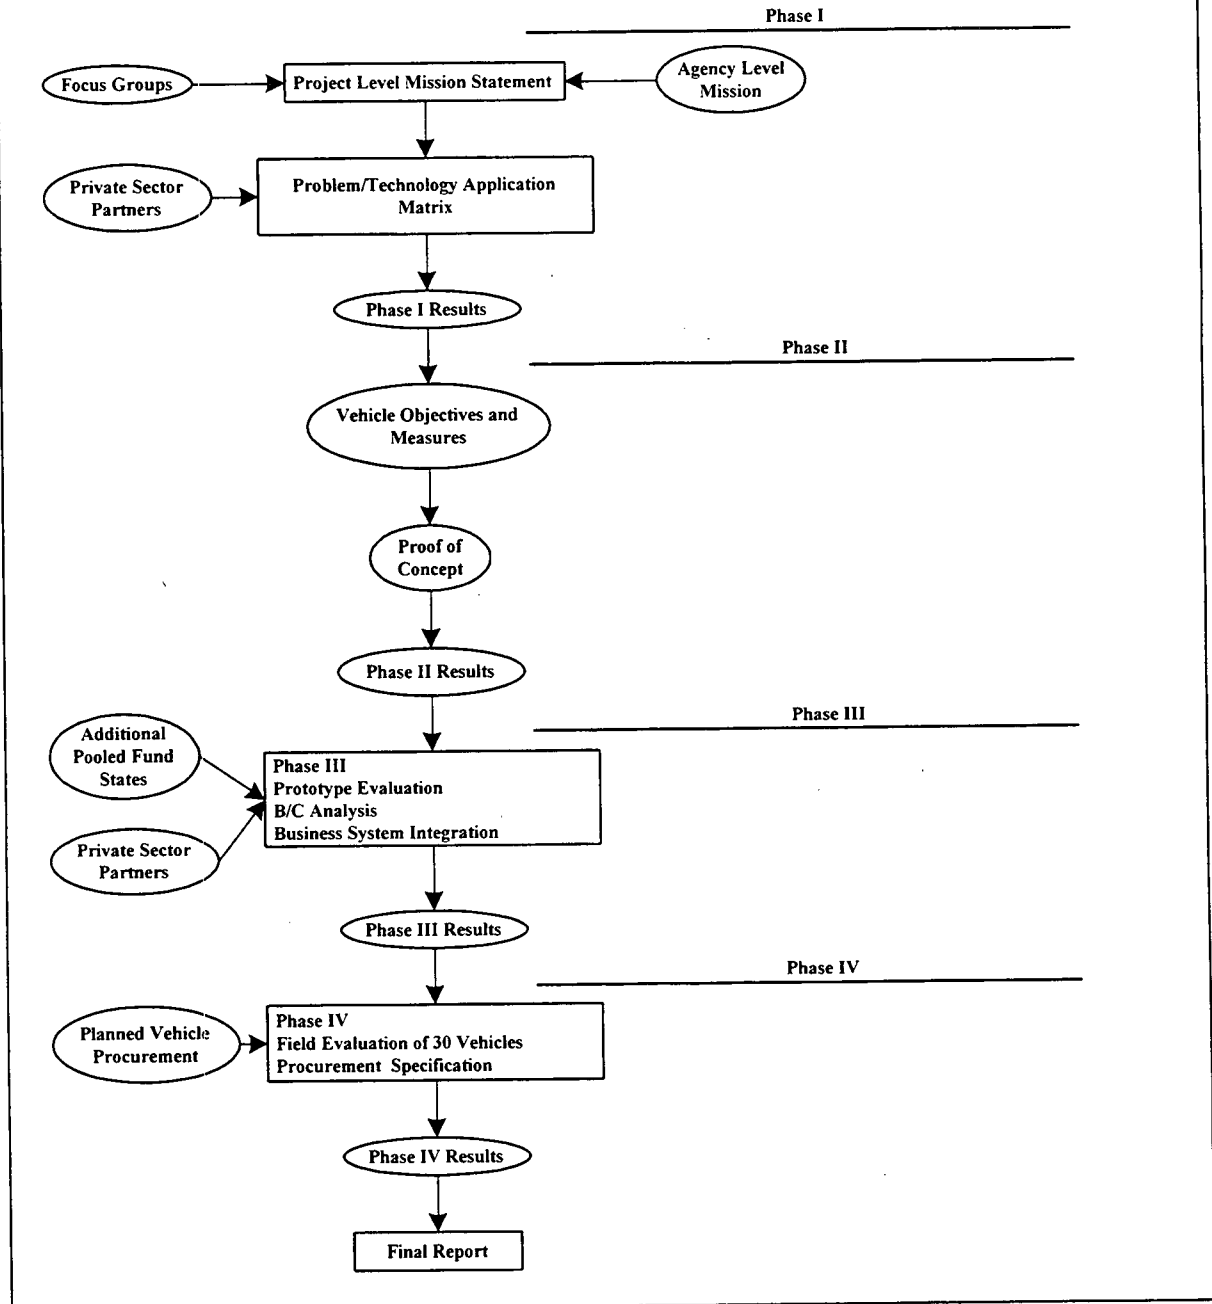 Phase I
Focus Groups
Project Level Mission Statement
Agency Level
Mission
Private Sector
Partners
Problem/Technology Application
Matrix
Phase I Results
Phase II
Vehicle Objectives and
Measures
Proof of
Concept
Phase II Results
Phase III
Additional
Pooled Fund
States
Phase III
Prototype Evaluation
B/C Analysis
Business System Integration
Private Sector
Partners
Phase III Results
Phase IV
Planned Vehicle
Procurement
Phase IV
Field Evaluation of 30 Vehicles
Procurement Specification
Phase IV Results
Final Report